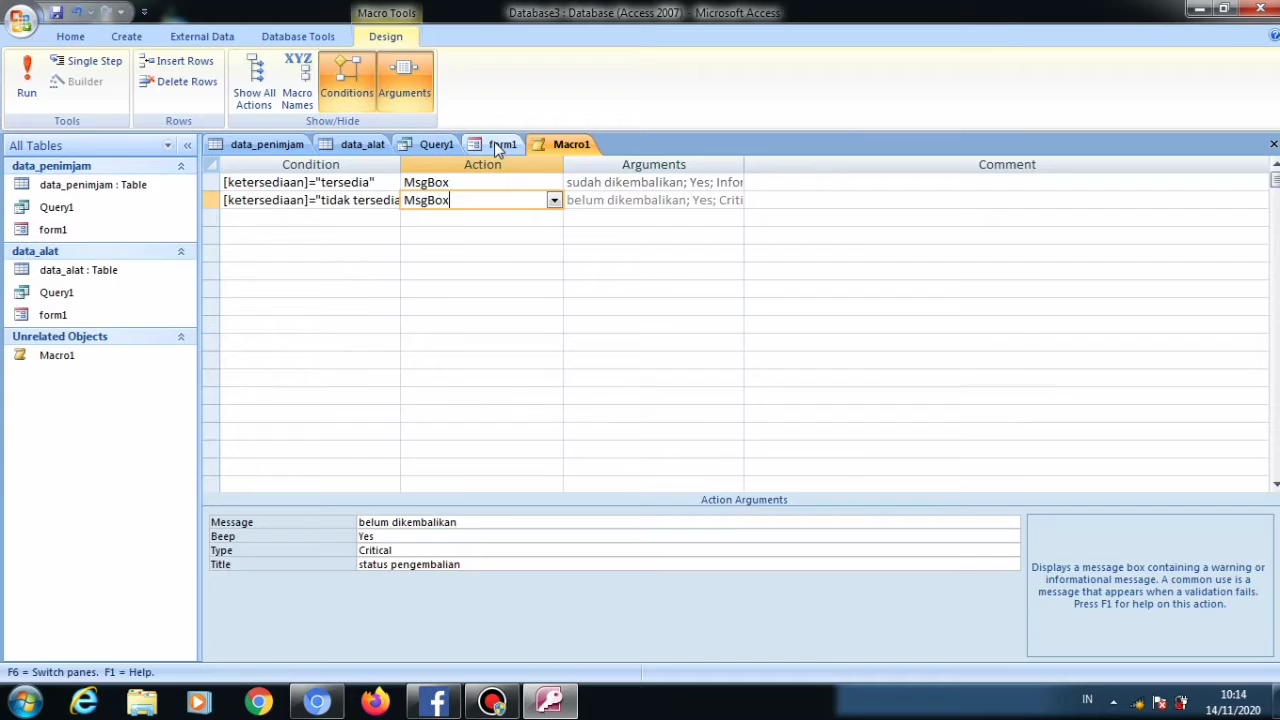 Macro Tools
Database3 : Database (Access 2007) - Microsoft Access
Home Create External Data Database Tools Design
Run
Single Step
Builder
Tools
Insert Rows
Delete Rows
Rows
Show All Actions
XYZ
Macro Names
Conditions
Arguments
Show/Hide
All Tables
data_penimjam
data_penimjam : Table
Query1
form1
data_alat
data_alat : Table
Query1
form1
Unrelated Objects
Macro1
data_penimjam data_alat Query1 form1 Macro1
Condition Action Arguments Comment
[ketersediaan]="tersedia" MsgBox sudah dikembalikan; Yes; Infor
[ketersediaan]="tidak tersedia MsgBox belum dikembalikan; Yes; Criti
Action Arguments
Message belum dikembalikan
Beep Yes
Type Critical
Title status pengembalian
Displays a message box containing a warning or
informational message. A common use is a
message that appears when a validation fails.
Press F1 for help on this action.
F6 = Switch panes. F1 = Help.
IN
10:14
14/11/2020